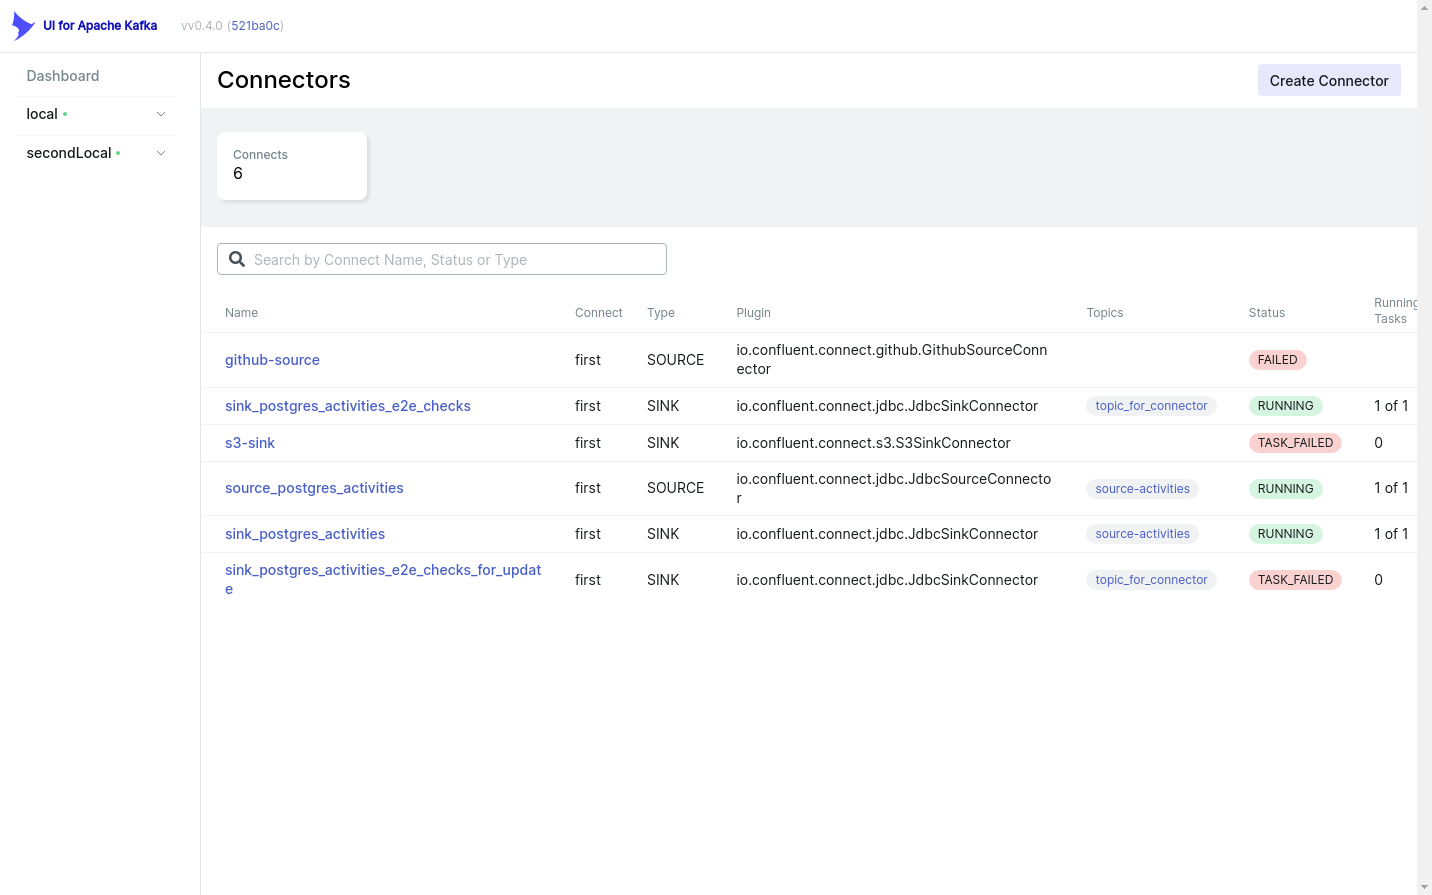 UI for Apache Kafka vv0.4.0 (521ba0c)
Dashboard
local
secondLocal
Connectors
Create Connector
Connects
6
Search by Connect Name, Status or Type
Name Connect Type Plugin Topics Status Running
Tasks
github-source first SOURCE io.confluent.connect.github.GithubSourceConn
ector FAILED
sink_postgres_activities_e2e_checks first SINK io.confluent.connect.jdbc.JdbcSinkConnector topic_for_connector RUNNING 1 of 1
s3-sink first SINK io.confluent.connect.s3.S3SinkConnector TASK_FAILED 0
source_postgres_activities first SOURCE io.confluent.connect.jdbc.JdbcSourceConnecto
r source-activities RUNNING 1 of 1
sink_postgres_activities first SINK io.confluent.connect.jdbc.JdbcSinkConnector source-activities RUNNING 1 of 1
sink_postgres_activities_e2e_checks_for_updat
e first SINK io.confluent.connect.jdbc.JdbcSinkConnector topic_for_connector TASK_FAILED 0